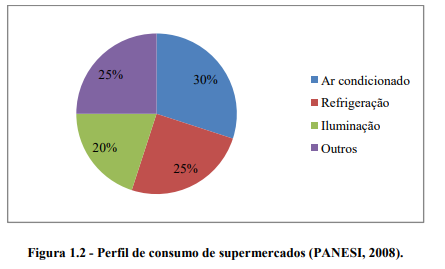 30%
25%
20%
25%
Ar condicionado
Refrigeração
Iluminação
Outros
Figura 1.2 - Perfil de consumo de supermercados (PANESI, 2008).